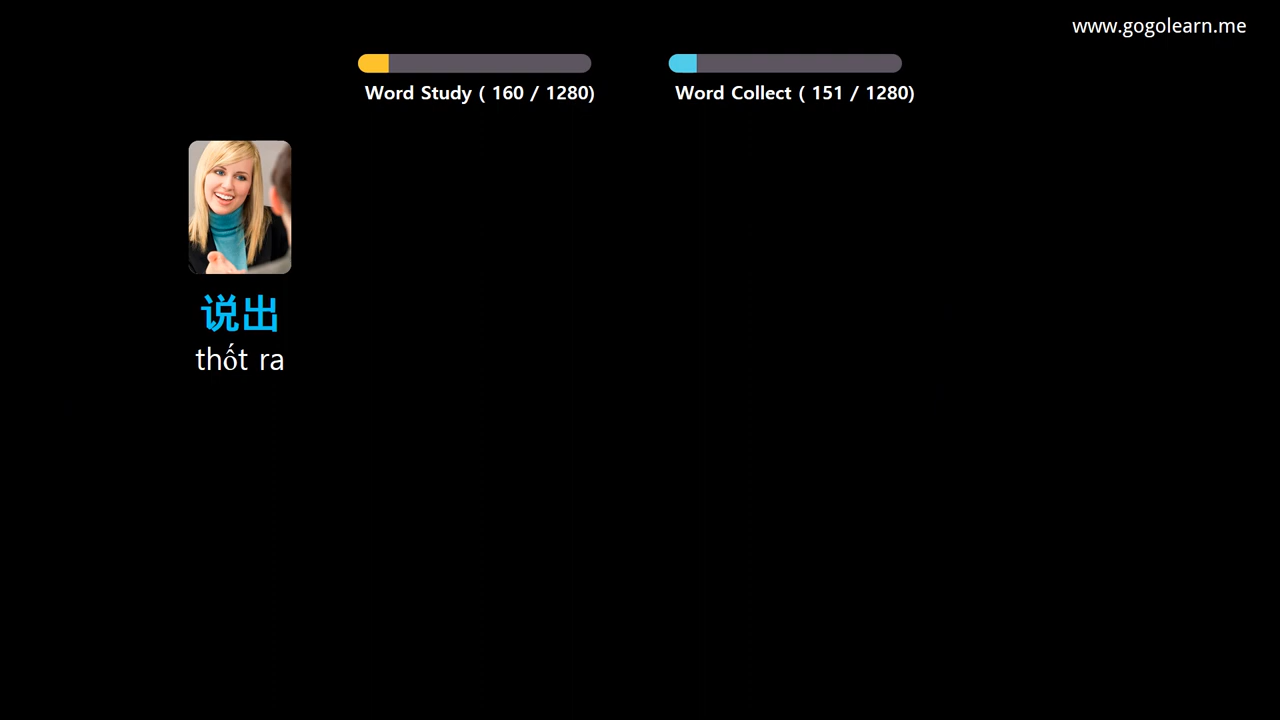 www.gogolearn.me
Word Study ( 160 / 1280)
Word Collect ( 151 / 1280)
说出
thốt ra